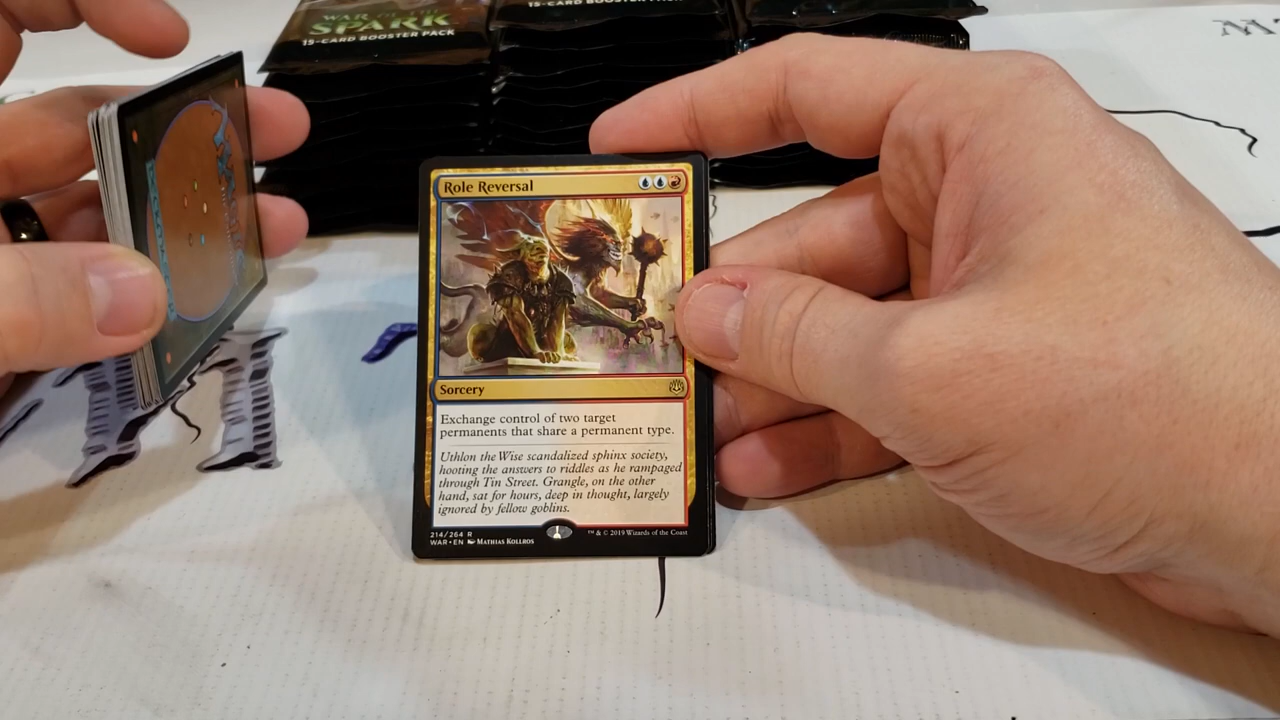 WAR OF THE
SPARK
15-CARD BOOSTER PACK
15-CARD BOOSTER PACK
Role Reversal
Sorcery
Exchange control of two target
permanents that share a permanent type.
Uthlon the Wise scandalized sphinx society,
hooting the answers to riddles as he rampaged
through Tin Street. Grangle, on the other
hand, sat for hours, deep in thought, largely
ignored by fellow goblins.
214/264 R
WAR • EN Mathias Kollros
™ & © 2019 Wizards of the Coast